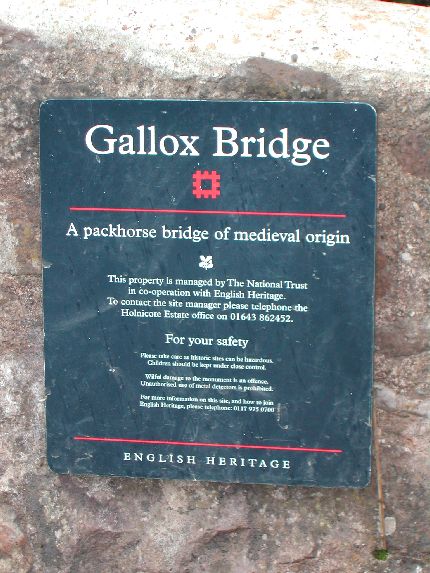 Gallox Bridge
A packhorse bridge of medieval origin
This property is managed by The National Trust
in co-operation with English Heritage.
To contact the site manager please telephone the
Holnicote Estate office on 01643 862452.
For your safety
Please take care as historic sites can be hazardous.
Children should be kept under close control.
Wilful damage to the monument is an offence.
Unauthorised use of metal detectors is prohibited.
For more information on this site, and how to join
English Heritage, please telephone: 0117 975 0700
ENGLISH HERITAGE